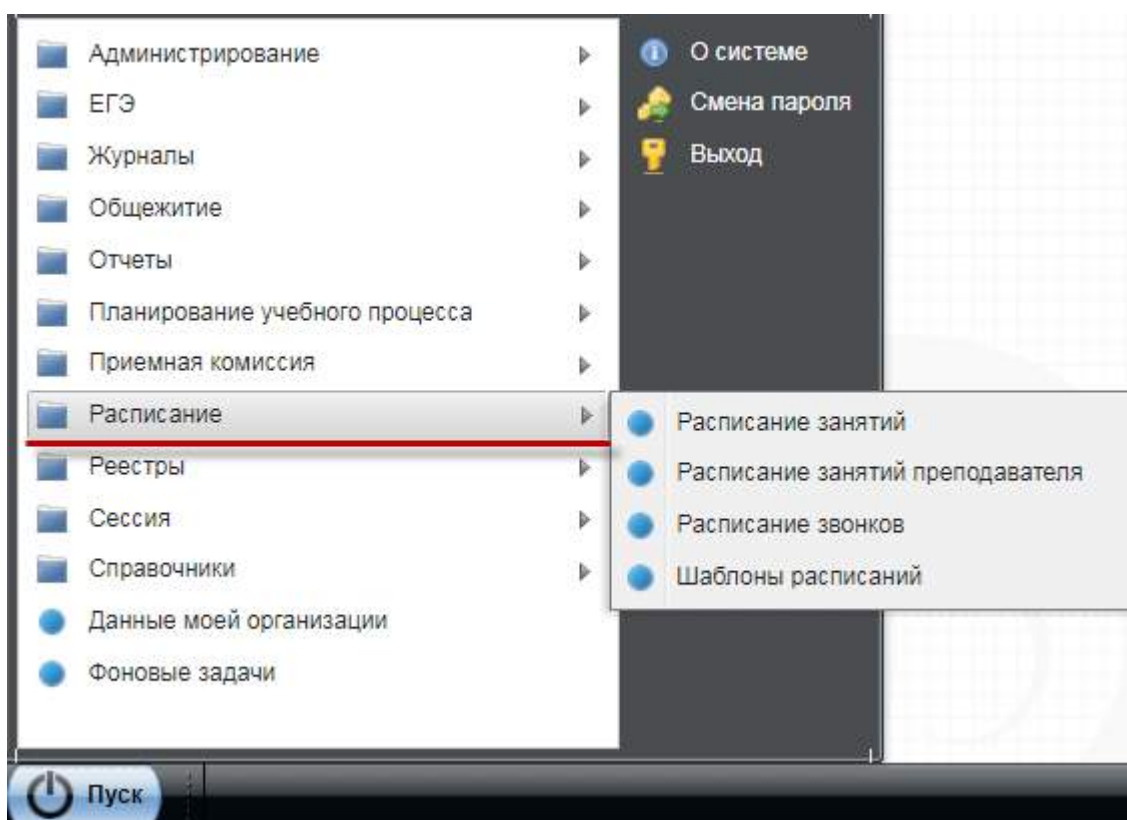 Администрирование
ЕГЭ
Журналы
Общежитие
Отчеты
Планирование учебного процесса
Приемная комиссия
Расписание
Реестры
Сессия
Справочники
Данные моей организации
Фоновые задачи
О системе
Смена пароля
Выход
Расписание занятий
Расписание занятий преподавателя
Расписание звонков
Шаблоны расписаний
Пуск